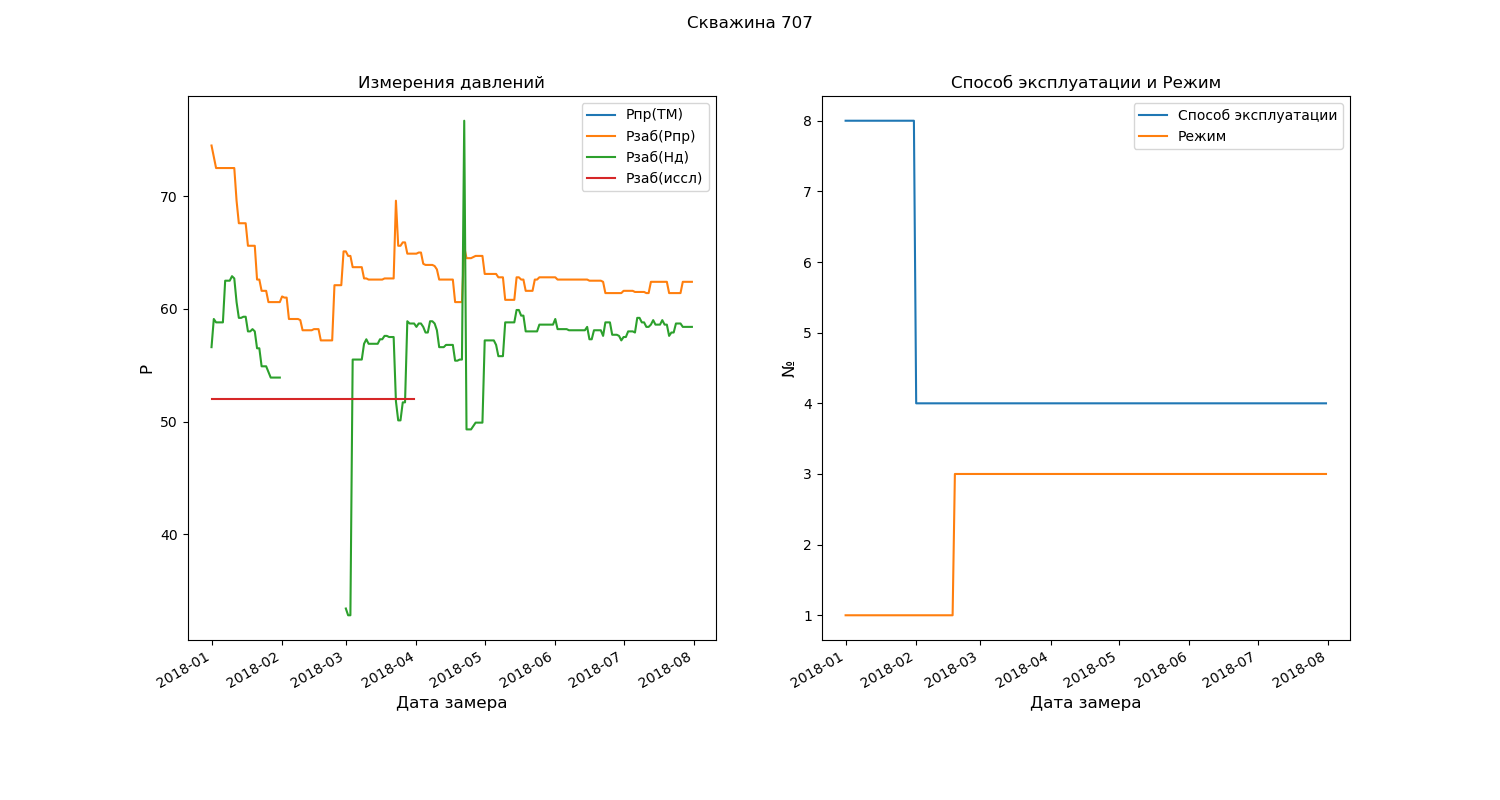 Скважина 707
Измерения давлений
Рпр(ТМ)
Рзаб(Рпр)
Рзаб(Нд)
Рзаб(иссл)
70
60
50
40
Р
2018-01
2018-02
2018-03
2018-04
2018-05
2018-06
2018-07
2018-08
Дата замера
Способ эксплуатации и Режим
Способ эксплуатации
Режим
8
7
6
5
4
3
2
1
№
2018-01
2018-02
2018-03
2018-04
2018-05
2018-06
2018-07
2018-08
Дата замера